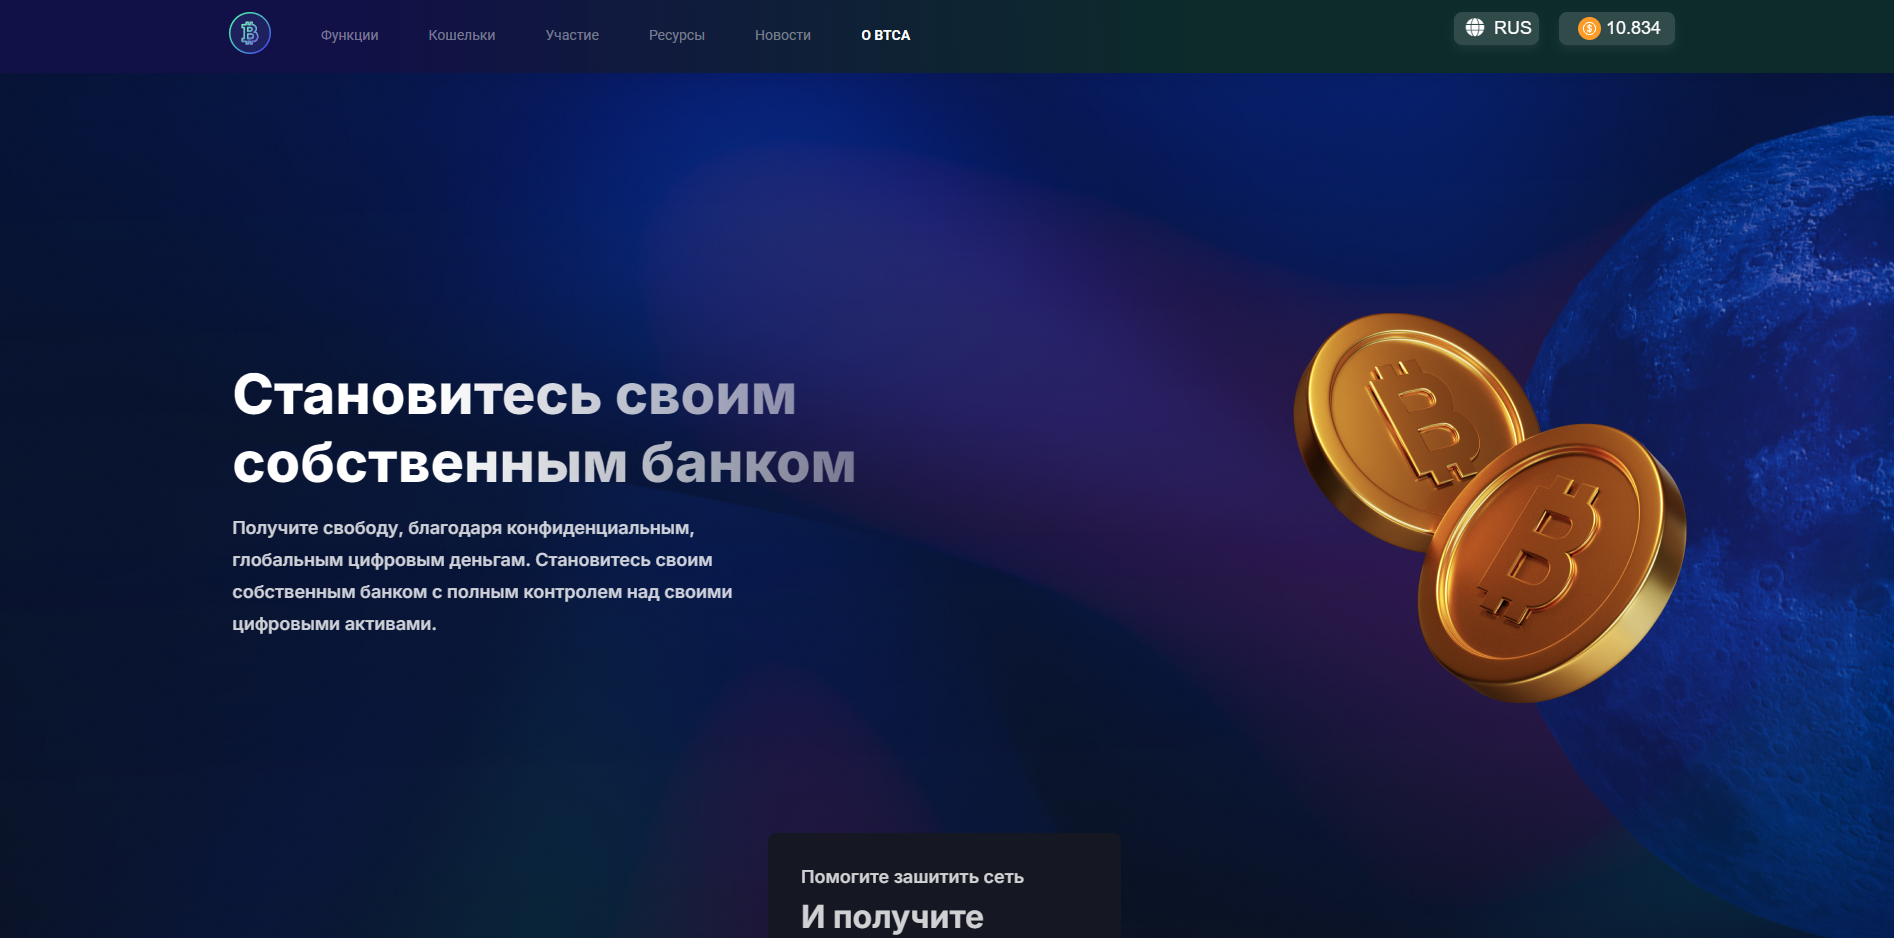 Функции
Кошельки
Участие
Ресурсы
Новости
О BTCA
RUS
10.834
Становитесь своим
собственным банком
Получите свободу, благодаря конфиденциальным,
глобальным цифровым деньгам. Становитесь своим
собственным банком с полным контролем над своими
цифровыми активами.
Помогите зашитить сеть
И получите